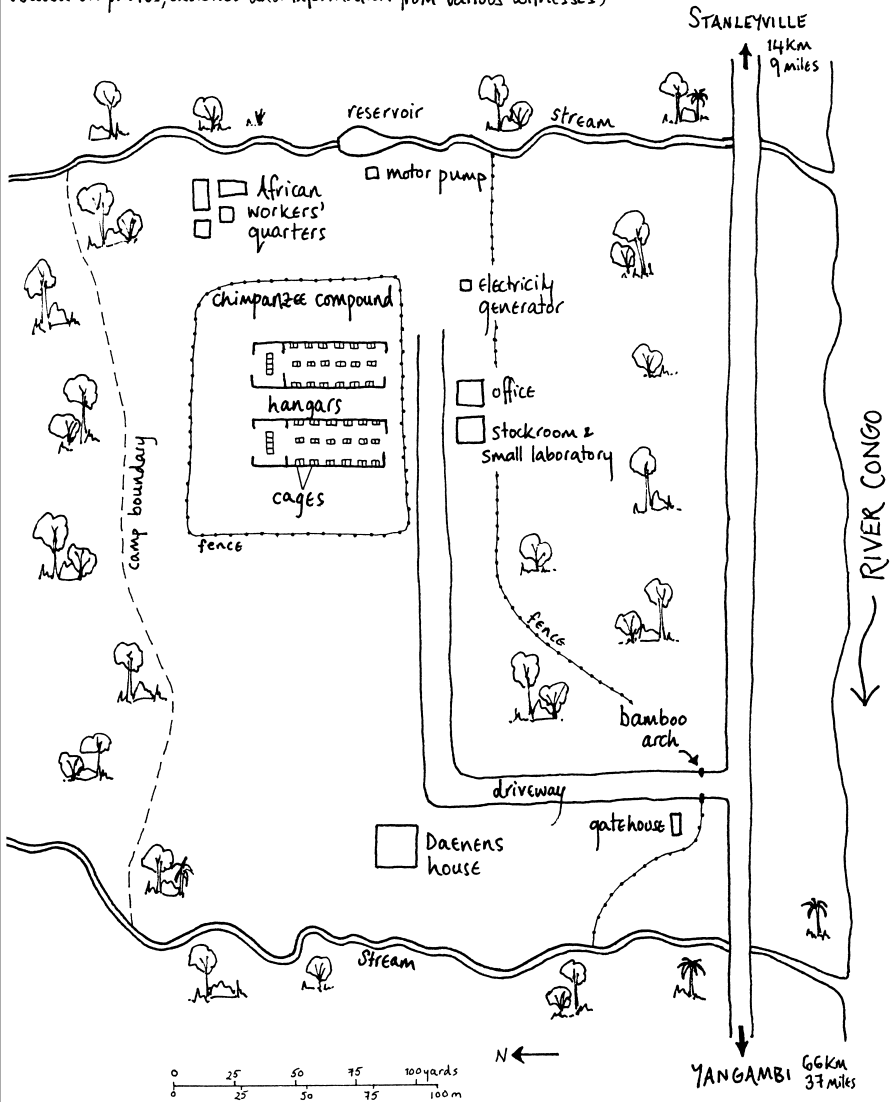 STANLEYVILLE
14KM
9 miles
reservoir
stream
motor pump
African
workers'
quarters
chimpanzee compound
Electricity
generator
hangars
office
Stockroom &
small laboratory
cages
fence
camp boundary
RIVER CONGO
fence
bamboo
arch
driveway
gatehouse
Daenens
house
stream
N
0 25 50 75 100 yards
0 25 50 75 100 m
YANGAMBI
66KM
37 miles